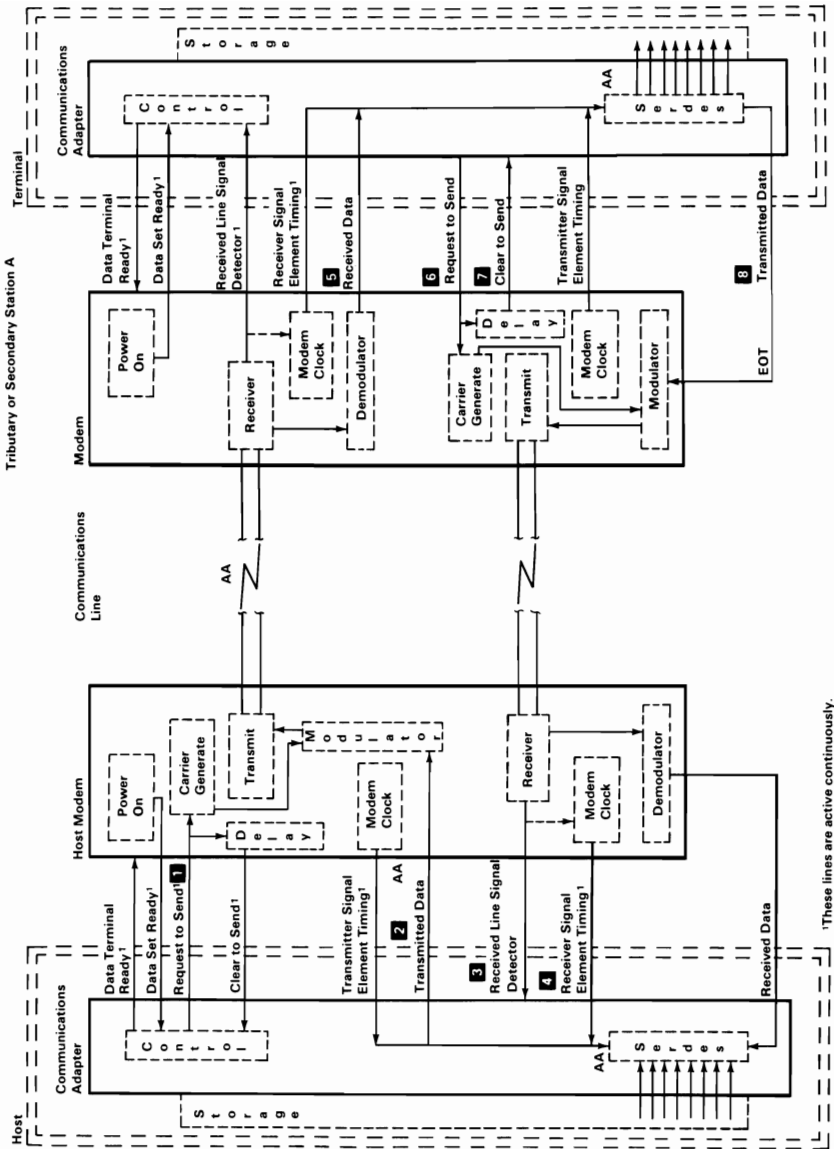 Tributary or Secondary Station A
Host
Communications
Adapter
Storage
Control
AA
Serdes
Data Terminal
Ready¹
Data Set Ready¹
Request to Send¹
1
Clear to Send¹
Transmitter Signal
Element Timing¹
AA
2
Transmitted Data
3
Received Line Signal
Detector
4
Receiver Signal
Element Timing¹
Received Data
Host Modem
Power
On
Carrier
Generate
Delay
Transmit
Modulator
Modem
Clock
Receiver
Modem
Clock
Demodulator
Communications
Line
AA
Modem
Power
On
Receiver
Modem
Clock
Demodulator
Carrier
Generate
Delay
Transmit
Modem
Clock
Modulator
EOT
Data Terminal
Ready¹
Data Set Ready¹
Received Line Signal
Detector¹
Receiver Signal
Element Timing¹
5
Received Data
6
Request to Send
7
Clear to Send
Transmitter Signal
Element Timing
8
Transmitted Data
Terminal
Communications
Adapter
Control
Storage
AA
Serdes
¹These lines are active continuously.